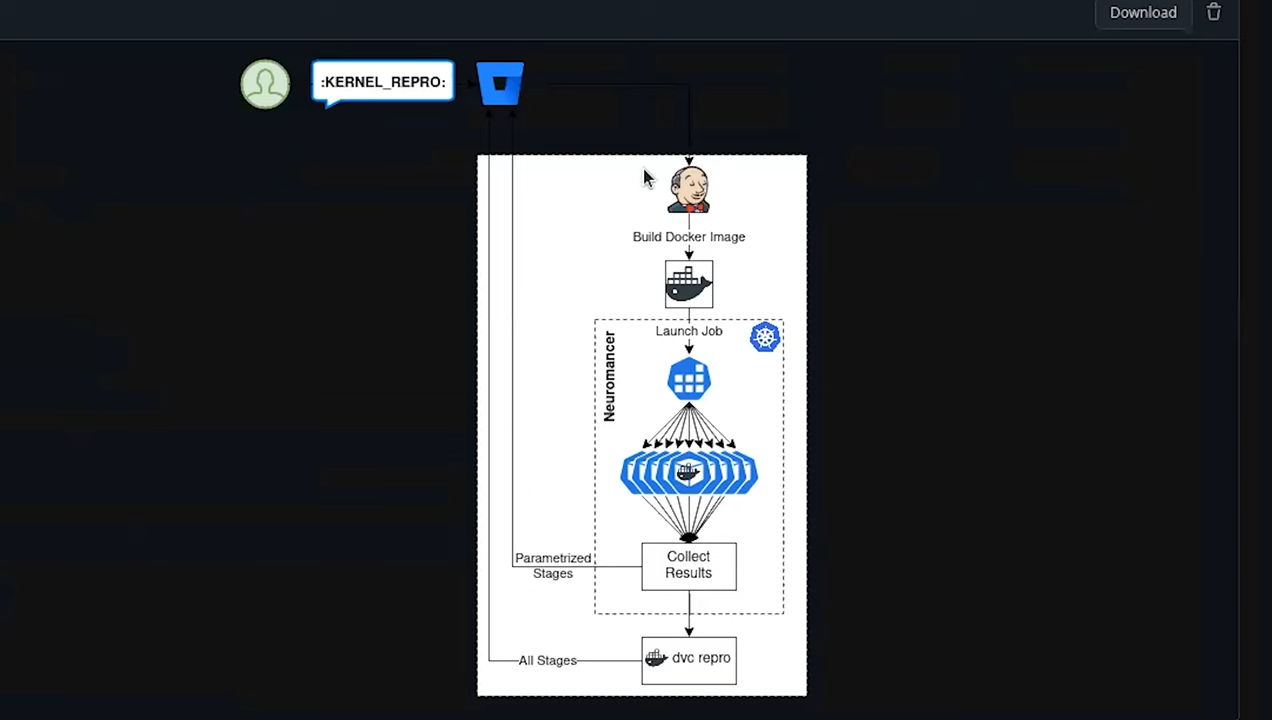 Download
:KERNEL_REPRO:
Build Docker Image
Launch Job
Neuromancer
Parametrized
Stages
Collect
Results
All Stages
dvc repro